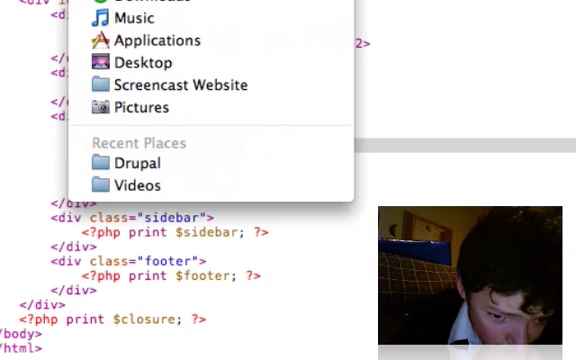 Music
Applications
2>
Desktop
Screencast Website
Pictures
Recent Places
Drupal
Videos
</div>
<div class="sidebar">
<?php print $sidebar; ?>
</div>
<div class="footer">
<?php print $footer; ?>
</div>
</div>
<?php print $closure; ?>
/body>
/html>